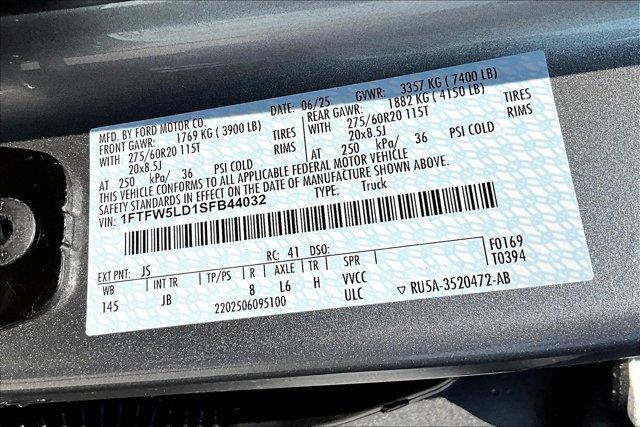 MFD. BY FORD MOTOR CO.
DATE: 06/25 GVWR: 3357 KG ( 7400 LB)
FRONT GAWR: 1769 KG ( 3900 LB) REAR GAWR: 1882 KG ( 4150 LB)
WITH 275/60R20 115T TIRES WITH 275/60R20 115T TIRES
20x8.5J RIMS 20x8.5J RIMS
AT 250 kPa/ 36 PSI COLD AT 250 kPa/ 36 PSI COLD
THIS VEHICLE CONFORMS TO ALL APPLICABLE FEDERAL MOTOR VEHICLE
SAFETY STANDARDS IN EFFECT ON THE DATE OF MANUFACTURE SHOWN ABOVE.
VIN: 1FTFW5LD1SFB44032 TYPE: Truck
EXT PNT: JS RC: 41 DSO: F0169
WB INT TR TP/PS R AXLE TR SPR T0394
145 JB 8 L6 H VVCC
2202506095100 ULC ▽ RU5A-3520472-AB